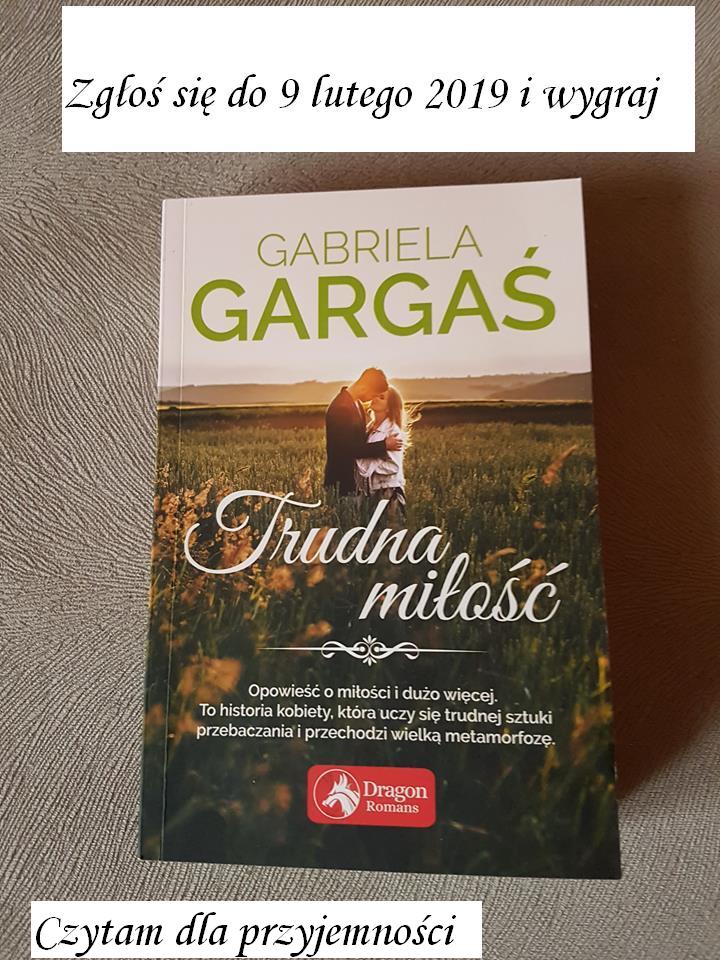 Zgłoś się do 9 lutego 2019 i wygraj
GABRIELA
GARGAŚ
Trudna
miłość
Opowieść o miłości i dużo więcej.
To historia kobiety, która uczy się trudnej sztuki
przebaczania i przechodzi wielką metamorfozę.
Dragon
Romans
Czytam dla przyjemności